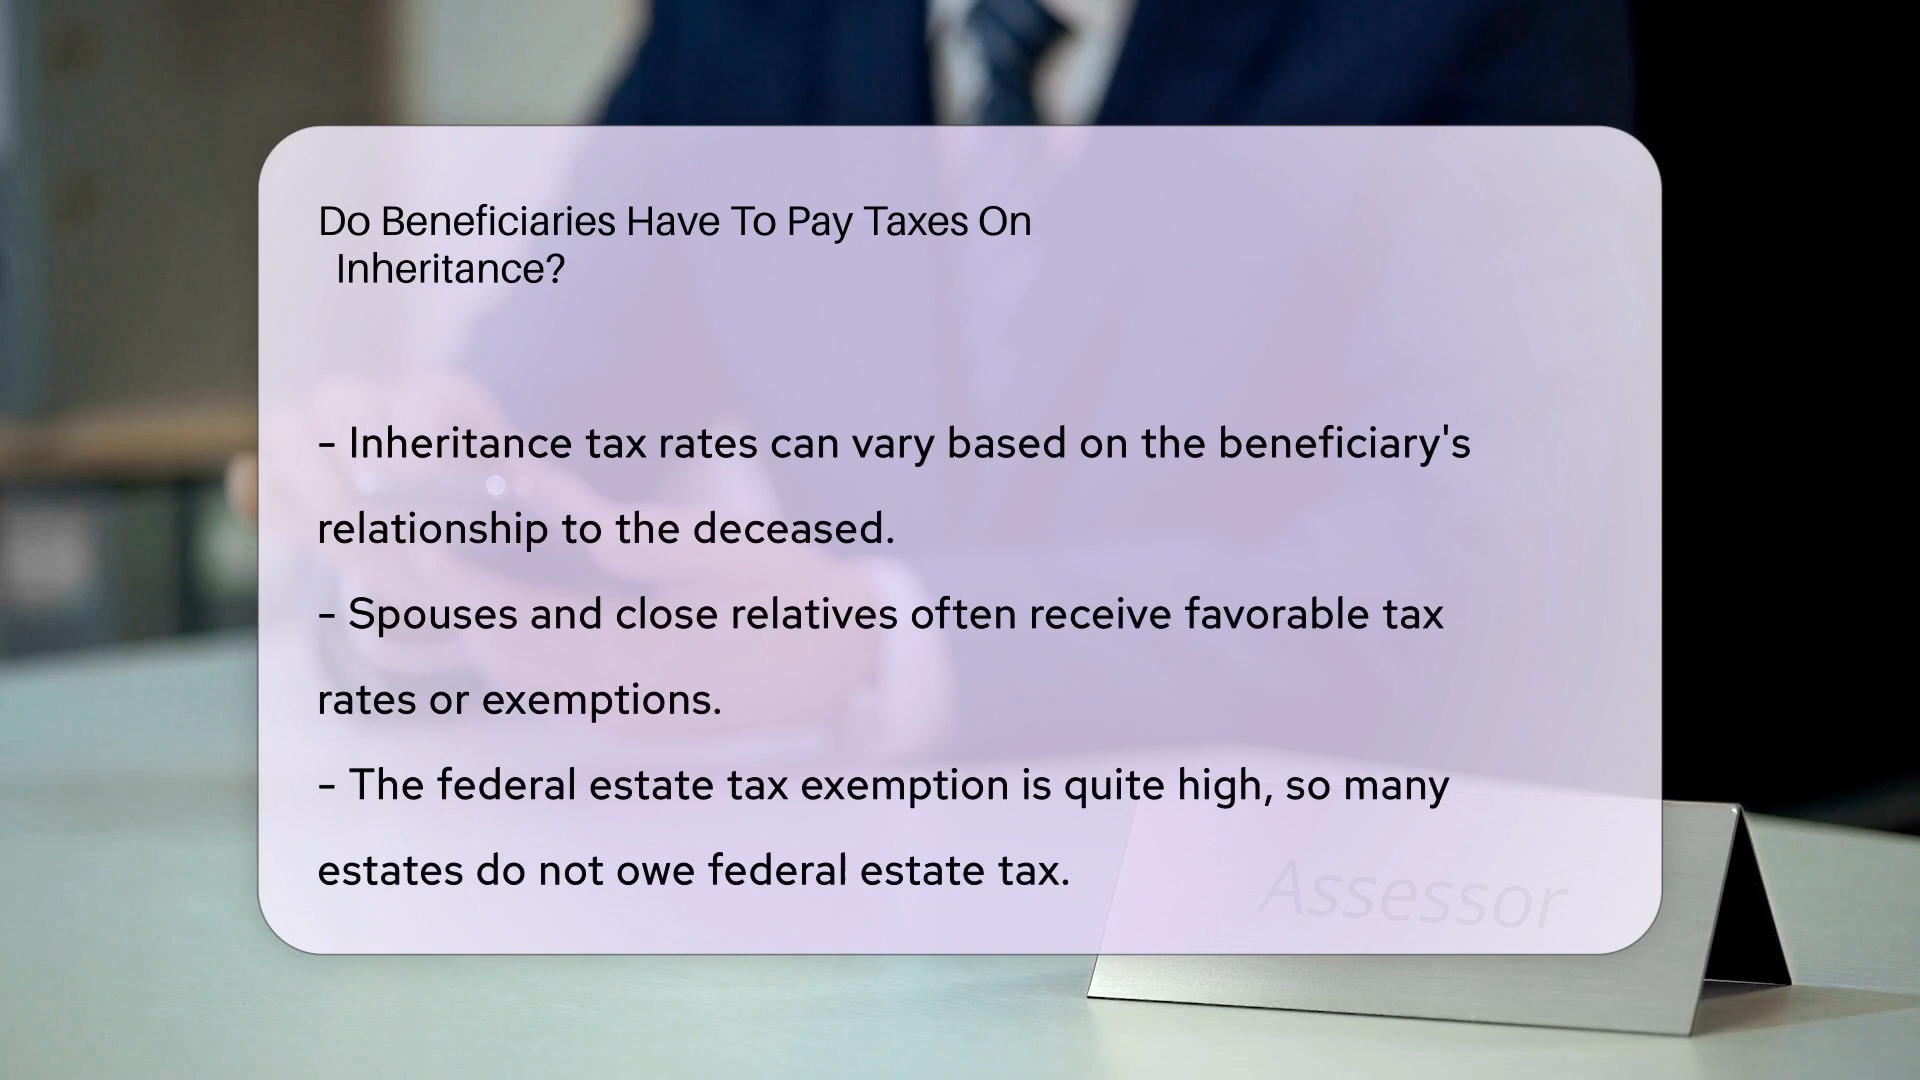 Do Beneficiaries Have To Pay Taxes On
Inheritance?
- Inheritance tax rates can vary based on the beneficiary's
relationship to the deceased.
- Spouses and close relatives often receive favorable tax
rates or exemptions.
- The federal estate tax exemption is quite high, so many
estates do not owe federal estate tax.
Assessor